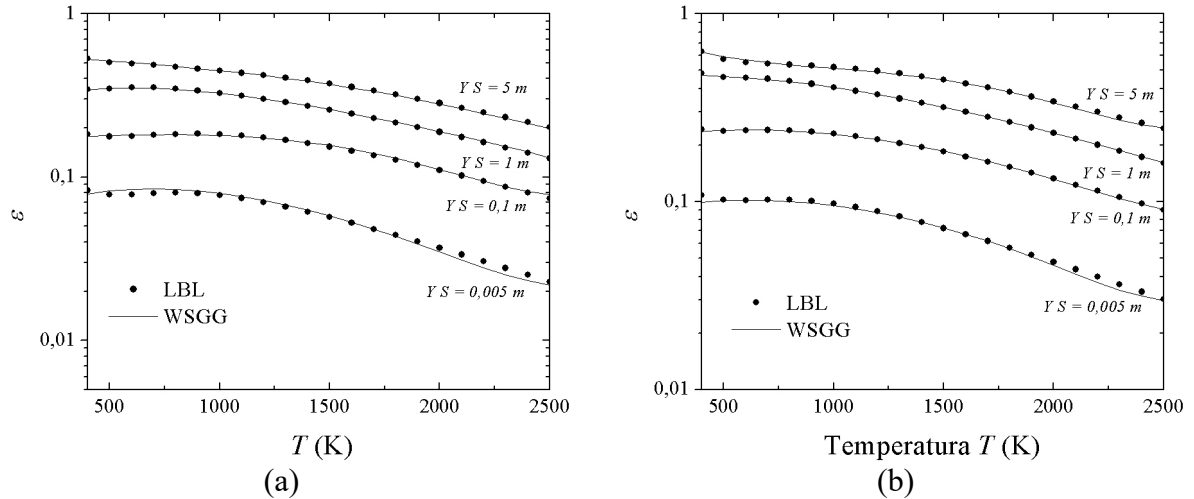 1
0,1
0,01
ε
Y S = 5 m
Y S = 1 m
Y S = 0,1 m
Y S = 0,005 m
LBL
WSGG
500 1000 1500 2000 2500
T (K)
(a)
1
0,1
0,01
ε
Y S = 5 m
Y S = 1 m
Y S = 0,1 m
Y S = 0,005 m
LBL
WSGG
500 1000 1500 2000 2500
Temperatura T (K)
(b)